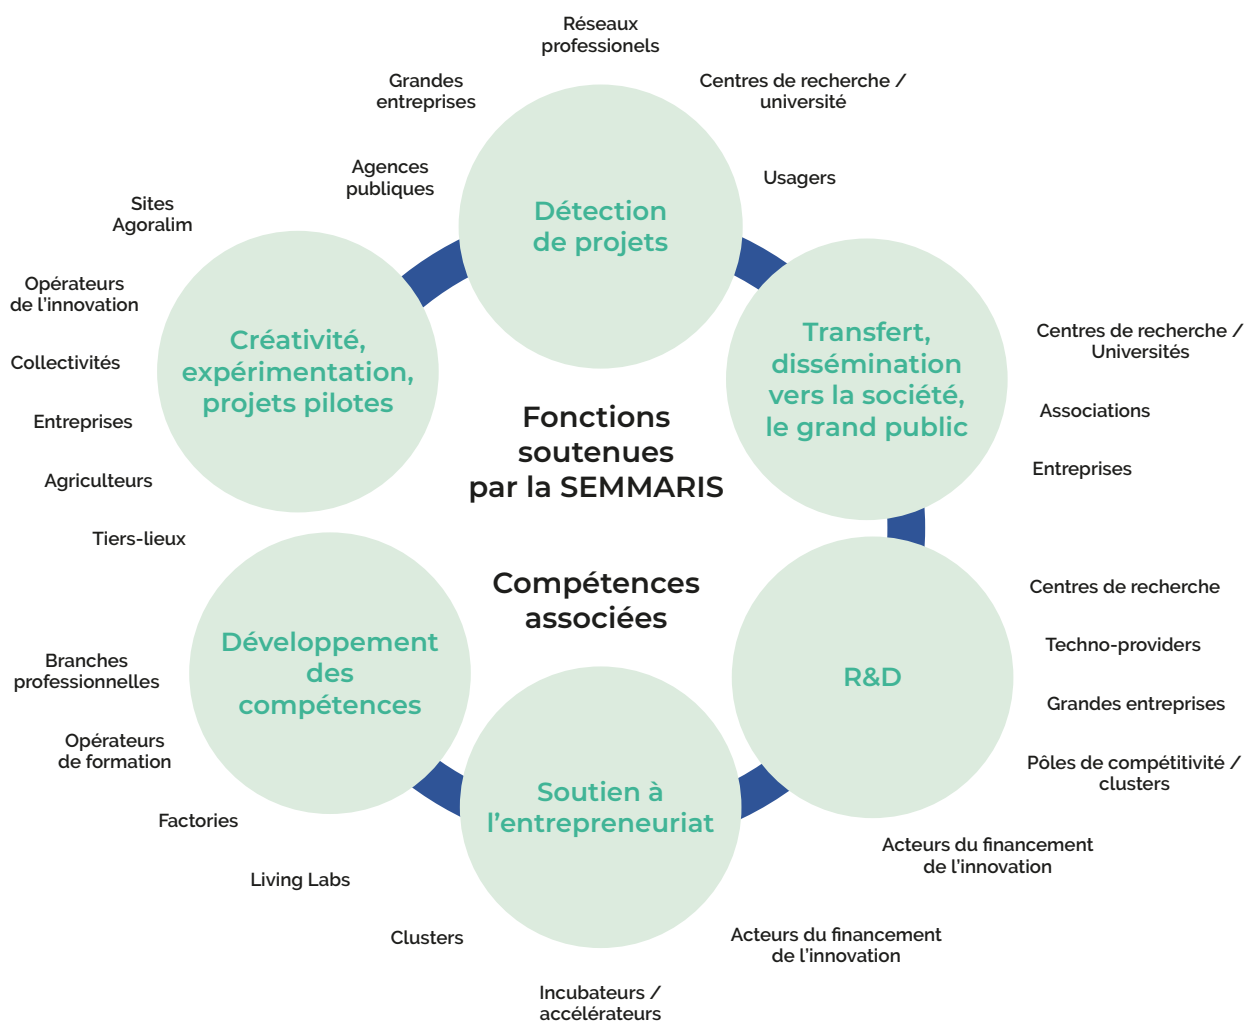 Réseaux
professionels
Grandes
entreprises
Centres de recherche /
université
Agences
publiques
Usagers
Détection
de projets
Sites
Agoralim
Opérateurs
de l'innovation
Collectivités
Entreprises
Agriculteurs
Tiers-lieux
Créativité,
expérimentation,
projets pilotes
Transfert,
dissémination
vers la société,
le grand public
Centres de recherche /
Universités
Associations
Entreprises
Fonctions
soutenues
par la SEMMARIS
Compétences
associées
Développement
des
compétences
Branches
professionnelles
Opérateurs
de formation
Factories
Living Labs
Clusters
Soutien à
l'entrepreneuriat
Incubateurs /
accélérateurs
Acteurs du financement
de l'innovation
R&D
Centres de recherche
Techno-providers
Grandes entreprises
Pôles de compétitivité /
clusters
Acteurs du financement
de l'innovation